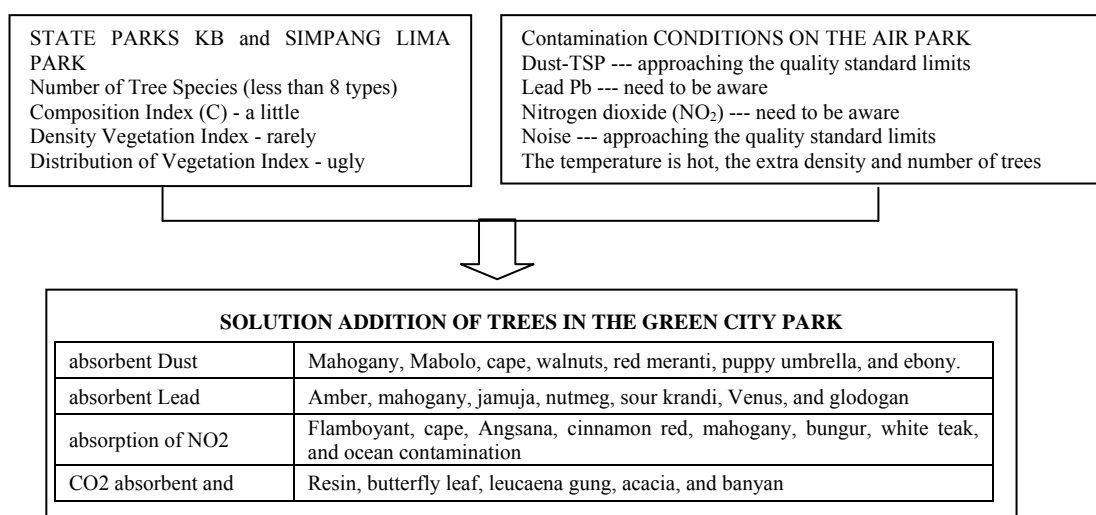 STATE PARKS KB and SIMPANG LIMA
PARK
Number of Tree Species (less than 8 types)
Composition Index (C) - a little
Density Vegetation Index - rarely
Distribution of Vegetation Index - ugly
Contamination CONDITIONS ON THE AIR PARK
Dust-TSP --- approaching the quality standard limits
Lead Pb --- need to be aware
Nitrogen dioxide (NO₂) --- need to be aware
Noise --- approaching the quality standard limits
The temperature is hot, the extra density and number of trees
SOLUTION ADDITION OF TREES IN THE GREEN CITY PARK
absorbent Dust
Mahogany, Mabolo, cape, walnuts, red meranti, puppy umbrella, and ebony.
absorbent Lead
Amber, mahogany, jamuja, nutmeg, sour krandi, Venus, and glodogan
absorption of NO2
Flamboyant, cape, Angsana, cinnamon red, mahogany, bungur, white teak,
and ocean contamination
CO2 absorbent and
Resin, butterfly leaf, leucaena gung, acacia, and banyan